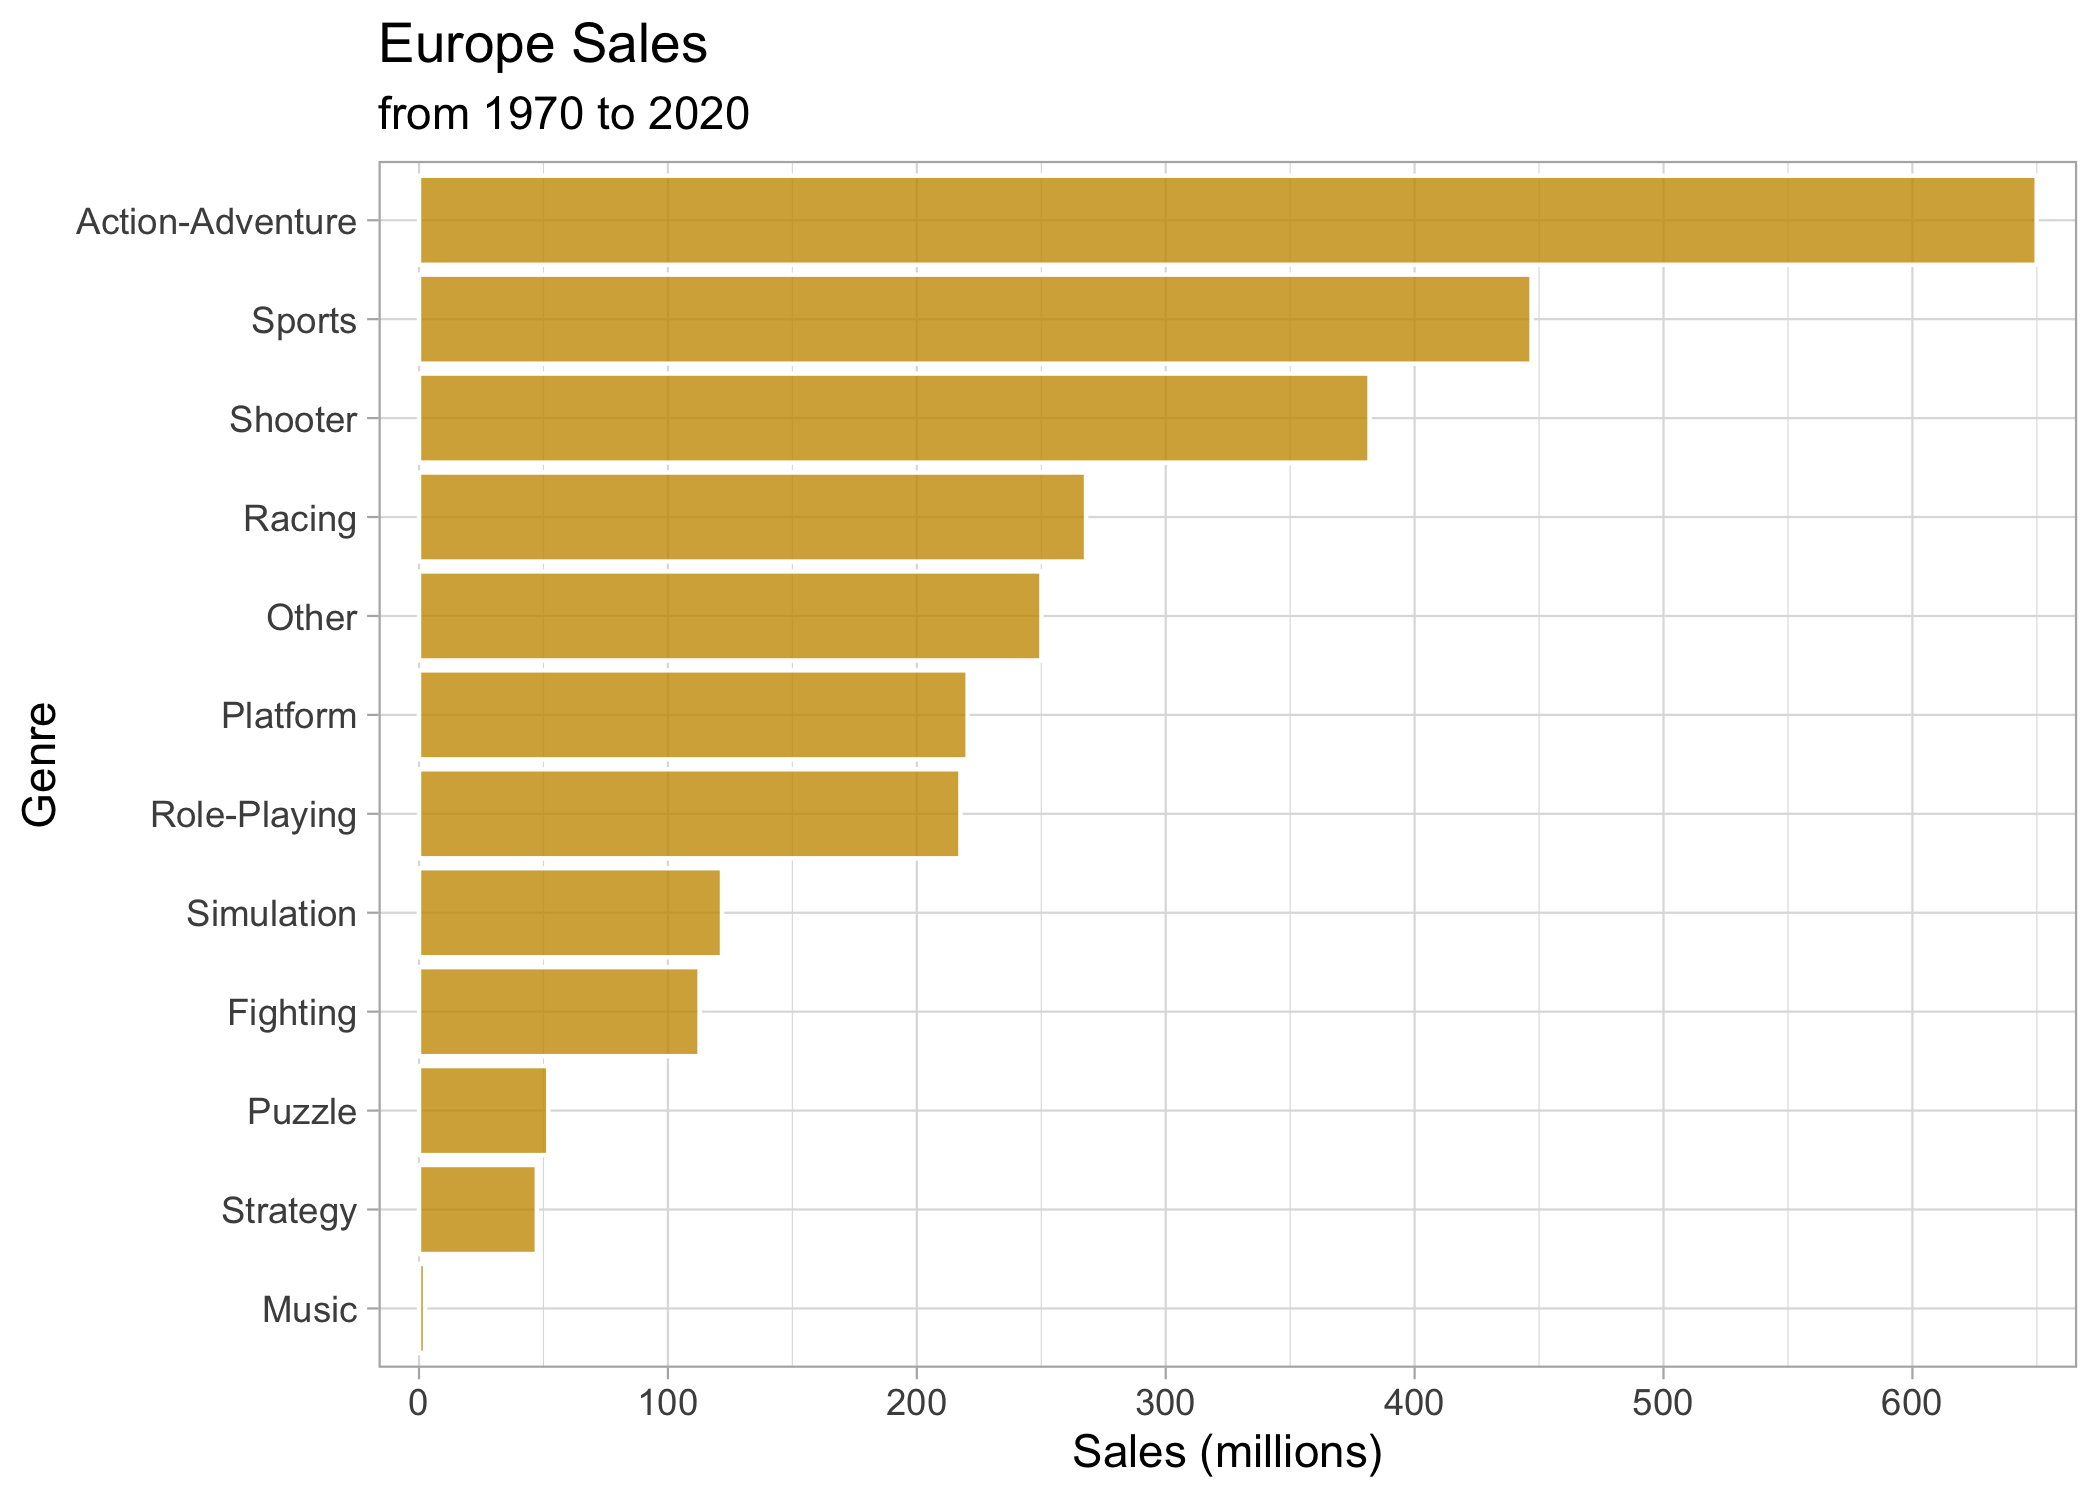 Europe Sales
from 1970 to 2020
Genre
Action-Adventure
Sports
Shooter
Racing
Other
Platform
Role-Playing
Simulation
Fighting
Puzzle
Strategy
Music
0 100 200 300 400 500 600
Sales (millions)